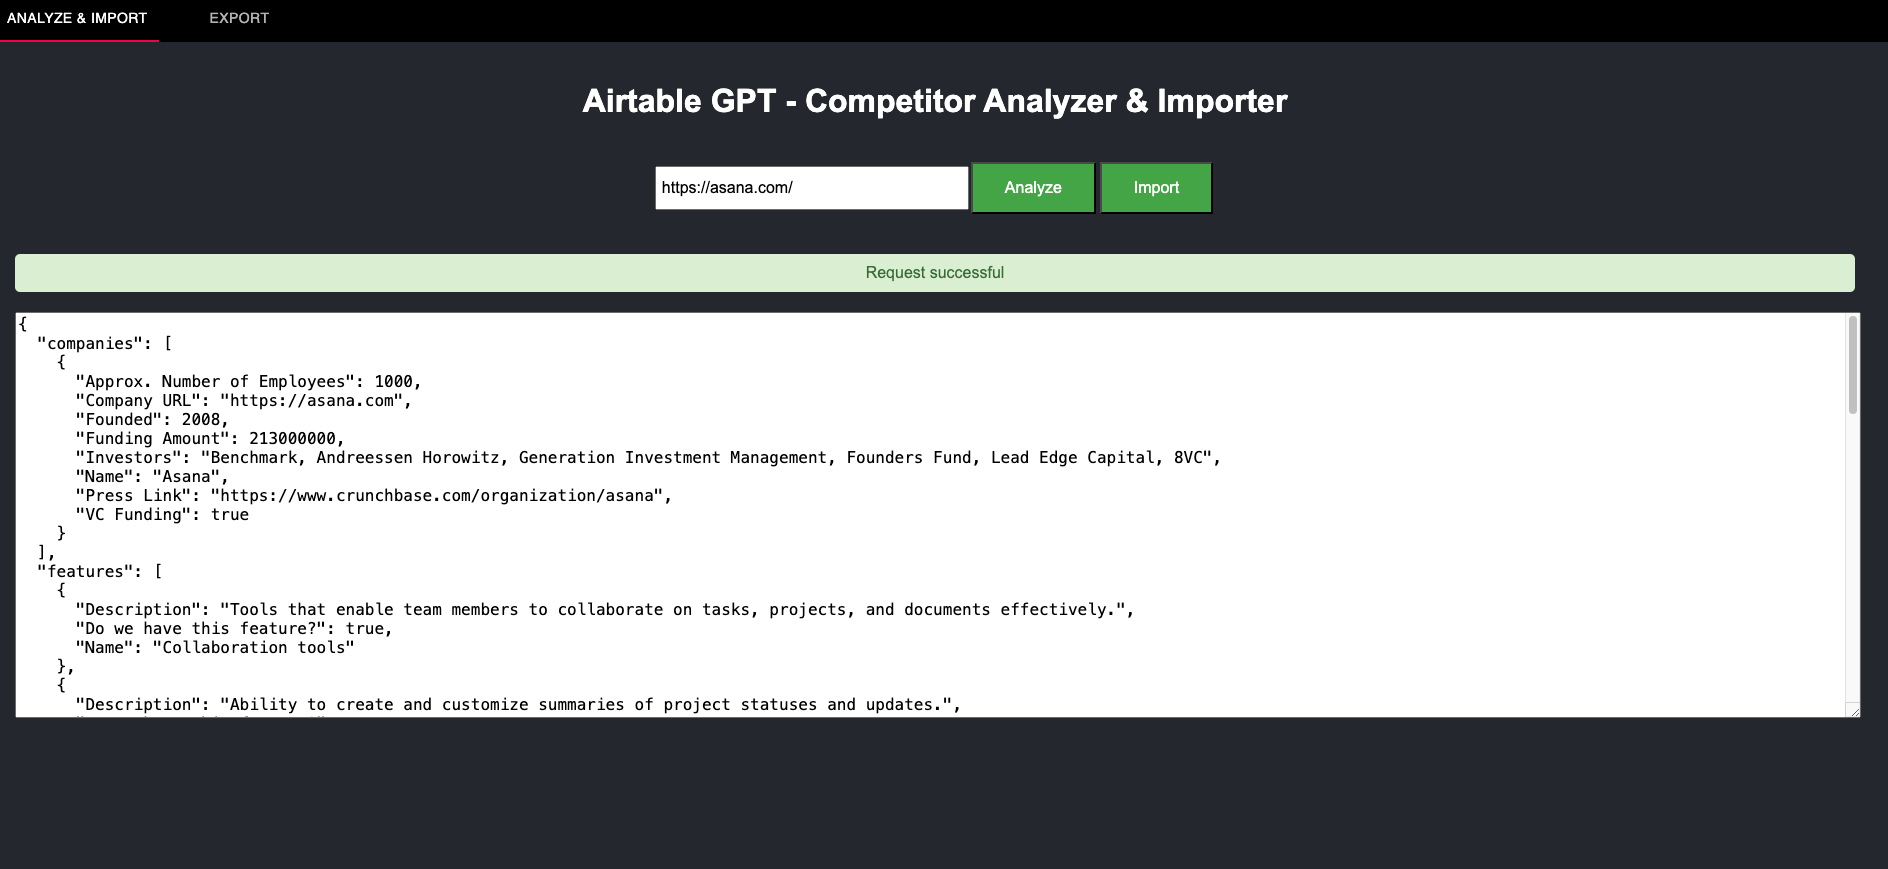 ANALYZE & IMPORT
EXPORT
Airtable GPT - Competitor Analyzer & Importer
https://asana.com/
Analyze
Import
Request successful
{
  "companies": [
    {
      "Approx. Number of Employees": 1000,
      "Company URL": "https://asana.com",
      "Founded": 2008,
      "Funding Amount": 213000000,
      "Investors": "Benchmark, Andreessen Horowitz, Generation Investment Management, Founders Fund, Lead Edge Capital, 8VC",
      "Name": "Asana",
      "Press Link": "https://www.crunchbase.com/organization/asana",
      "VC Funding": true
    }
  ],
  "features": [
    {
      "Description": "Tools that enable team members to collaborate on tasks, projects, and documents effectively.",
      "Do we have this feature?": true,
      "Name": "Collaboration tools"
    },
    {
      "Description": "Ability to create and customize summaries of project statuses and updates.",